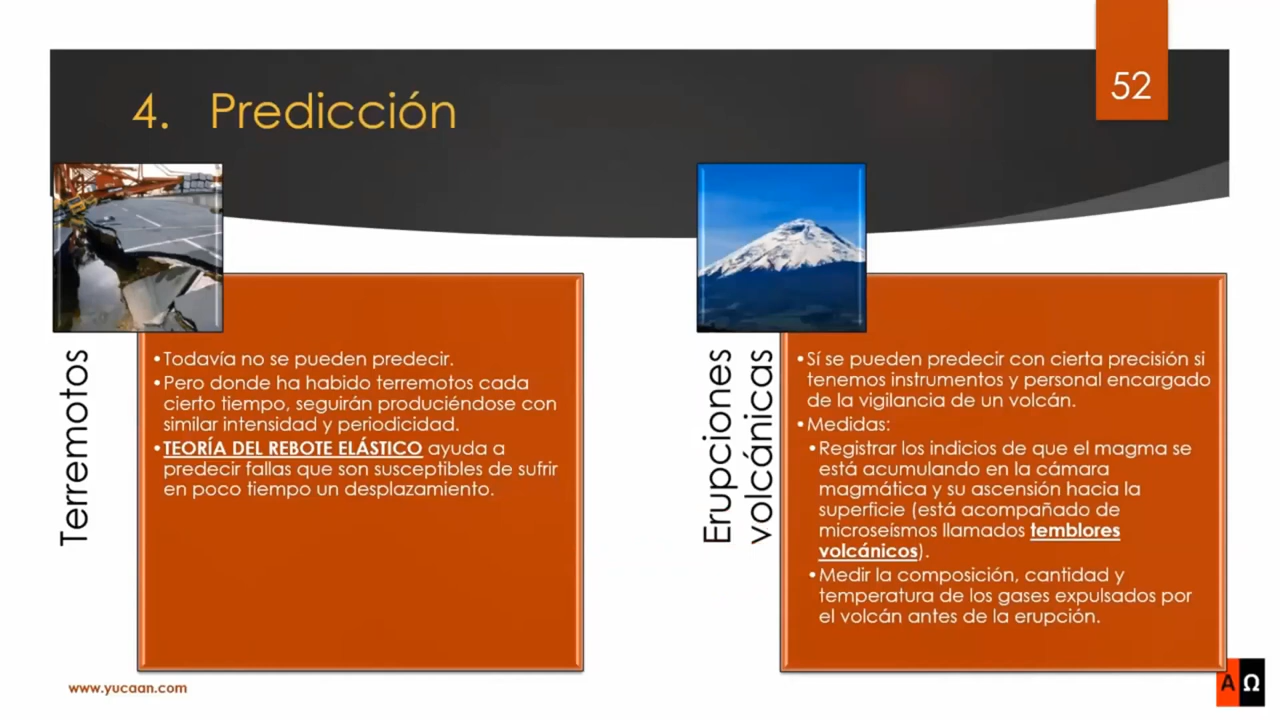 52
4. Predicción
Terremotos
•Todavía no se pueden predecir.
•Pero donde ha habido terremotos cada
cierto tiempo, seguirán produciéndose con
similar intensidad y periodicidad.
•TEORÍA DEL REBOTE ELÁSTICO ayuda a
predecir fallas que son susceptibles de sufrir
en poco tiempo un desplazamiento.
Erupciones
volcánicas
•Sí se pueden predecir con cierta precisión si
tenemos instrumentos y personal encargado
de la vigilancia de un volcán.
•Medidas:
•Registrar los indicios de que el magma se
está acumulando en la cámara
magmática y su ascensión hacia la
superficie (está acompañado de
microseísmos llamados temblores
volcánicos).
•Medir la composición, cantidad y
temperatura de los gases expulsados por
el volcán antes de la erupción.
www.yucaan.com
ΑΩ